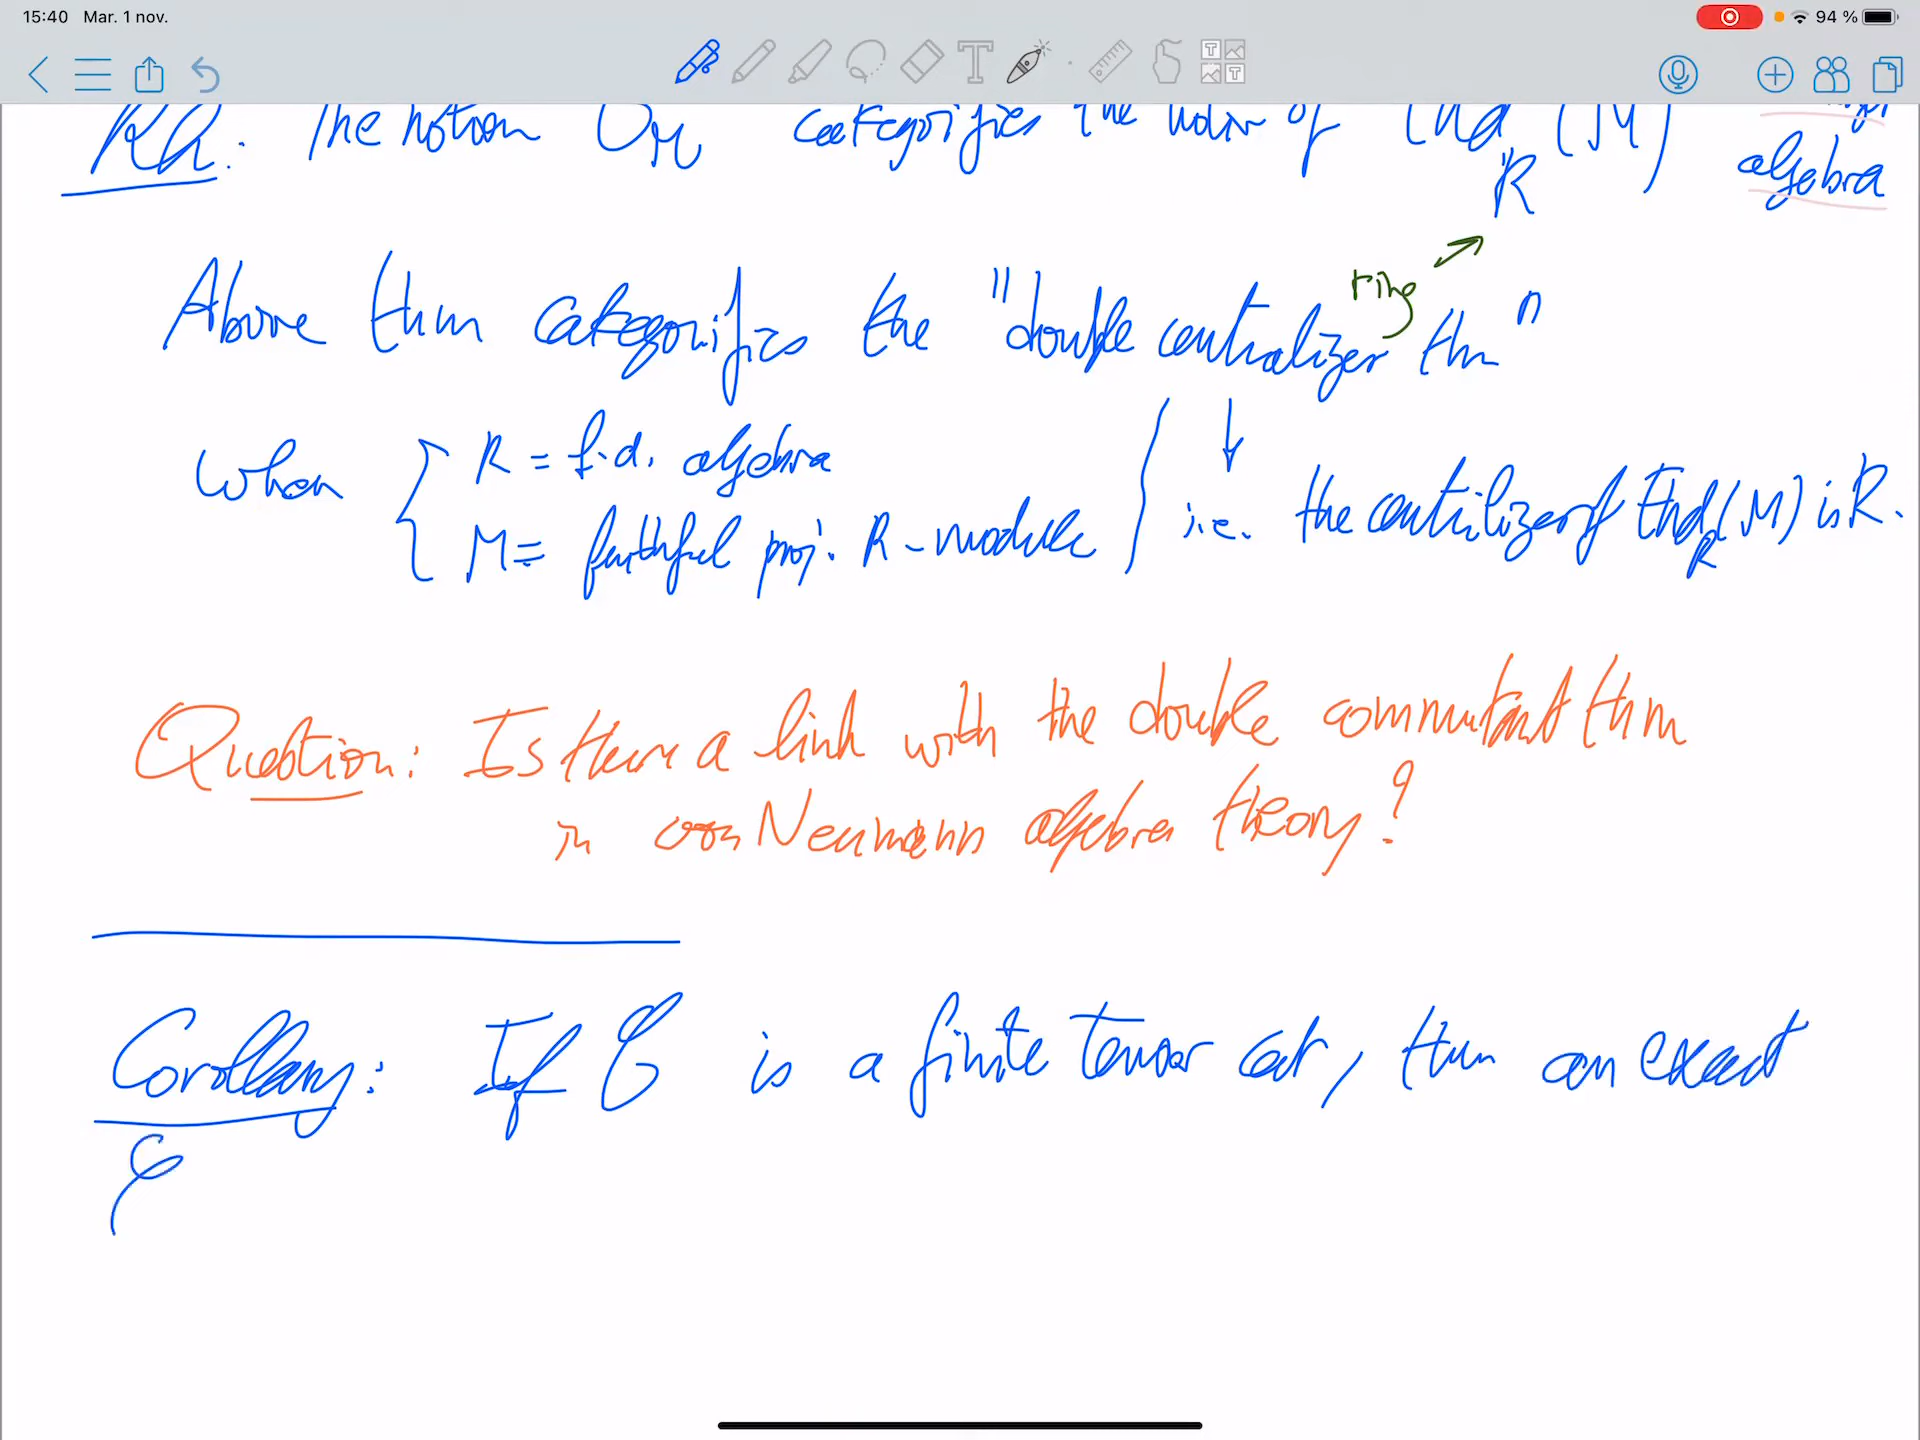 15:40 Mar. 1 nov. 94 %
Rk: The notion C*_M categorifies the notion of End_R (M)
algebra
ring
Above thm categorifies the "double centralizer thm"
when { R = f.d. algebra
M = faithful proj. R-module } i.e. the centralizer of End_R(M) is R.
Question: Is there a link with the double commutant thm
in von Neumann algebra theory?
Corollary: If C is a finite tensor cat, then an exact